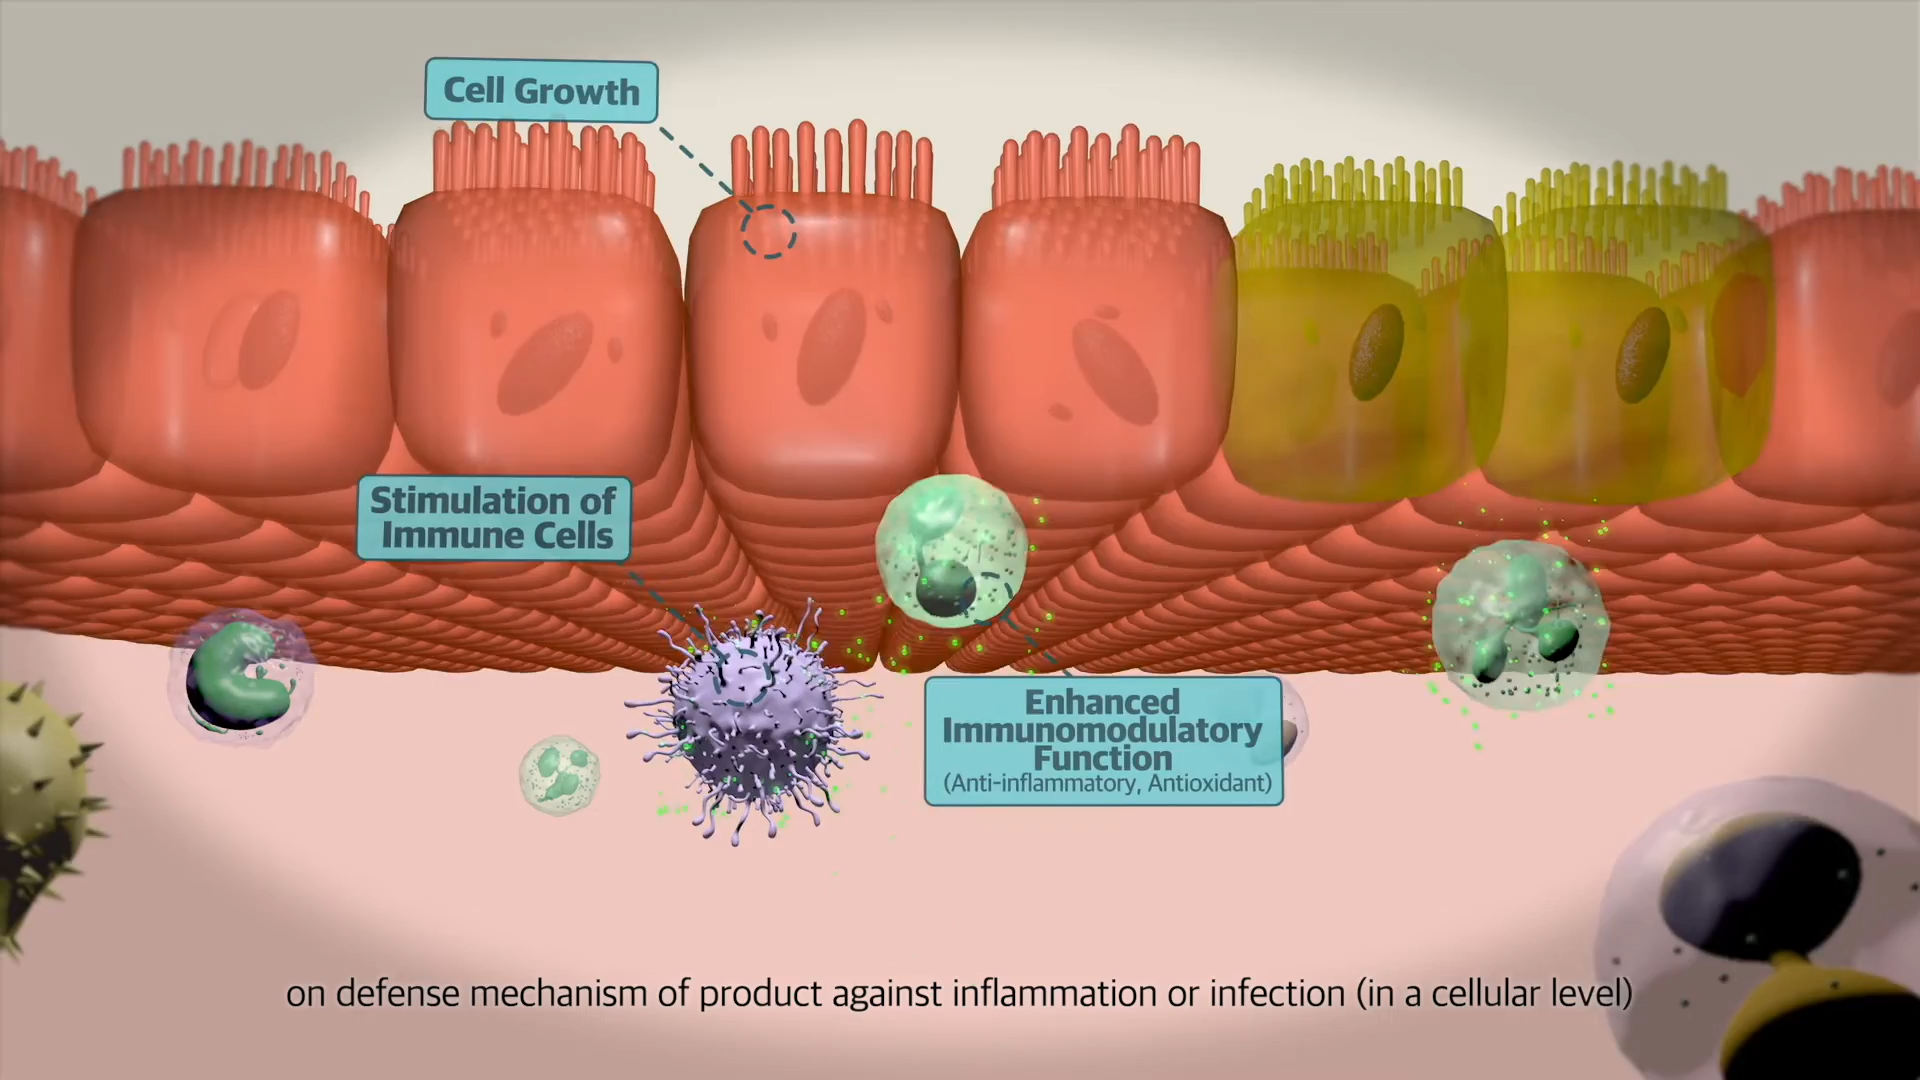 Cell Growth
Stimulation of
Immune Cells
Enhanced
Immunomodulatory
Function
(Anti-inflammatory, Antioxidant)
on defense mechanism of product against inflammation or infection (in a cellular level)